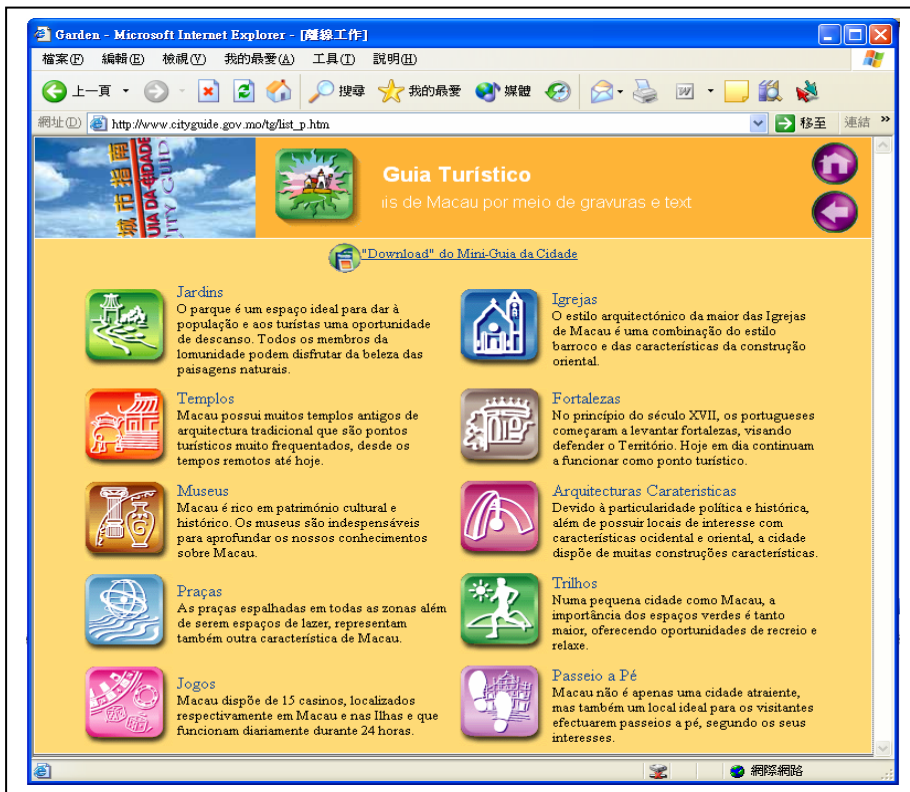 Garden - Microsoft Internet Explorer - [離線工作]
檔案(F) 編輯(E) 檢視(V) 我的最愛(A) 工具(T) 說明(H)
上一頁 搜尋 我的最愛 媒體
網址(D) http://www.cityguide.gov.mo/tg/list_p.htm 移至 連結 »
城市指南
GUIA DA CIDADE
CITY GUIDE
Guia Turístico
is de Macau por meio de gravuras e text
"Download" do Mini-Guia da Cidade
Jardins
O parque é um espaço ideal para dar à
população e aos turístas uma oportunidade
de descanso. Todos os membros da
lomunidade podem disfrutar da beleza das
paisagens naturais.
Igrejas
O estilo arquitectónico da maior das Igrejas
de Macau é uma combinação do estilo
barroco e das características da construção
oriental.
Templos
Macau possui muitos templos antigos de
arquitectura tradicional que são pontos
turísticos muito frequentados, desde os
tempos remotos até hoje.
Fortalezas
No princípio do século XVII, os portugueses
começaram a levantar fortalezas, visando
defender o Território. Hoje em dia continuam
a funcionar como ponto turístico.
Museus
Macau é rico em património cultural e
histórico. Os museus são indespensáveis
para aprofundar os nossos conhecimentos
sobre Macau.
Arquitecturas Carateristicas
Devido à particularidade política e histórica,
além de possuir locais de interesse com
características ocidental e oriental, a cidade
dispõe de muitas construções características.
Praças
As praças espalhadas em todas as zonas além
de serem espaços de lazer, representam
também outra característica de Macau.
Trilhos
Numa pequena cidade como Macau, a
importância dos espaços verdes é tanto
maior, oferecendo oportunidades de recreio e
relaxe.
Jogos
Macau dispõe de 15 casinos, localizados
respectivamente em Macau e nas Ilhas e que
funcionam diariamente durante 24 horas.
Passeio a Pé
Macau não é apenas uma cidade atraiente,
mas também um local ideal para os visitantes
efectuarem passeios a pé, segundo os seus
interesses.
網際網路